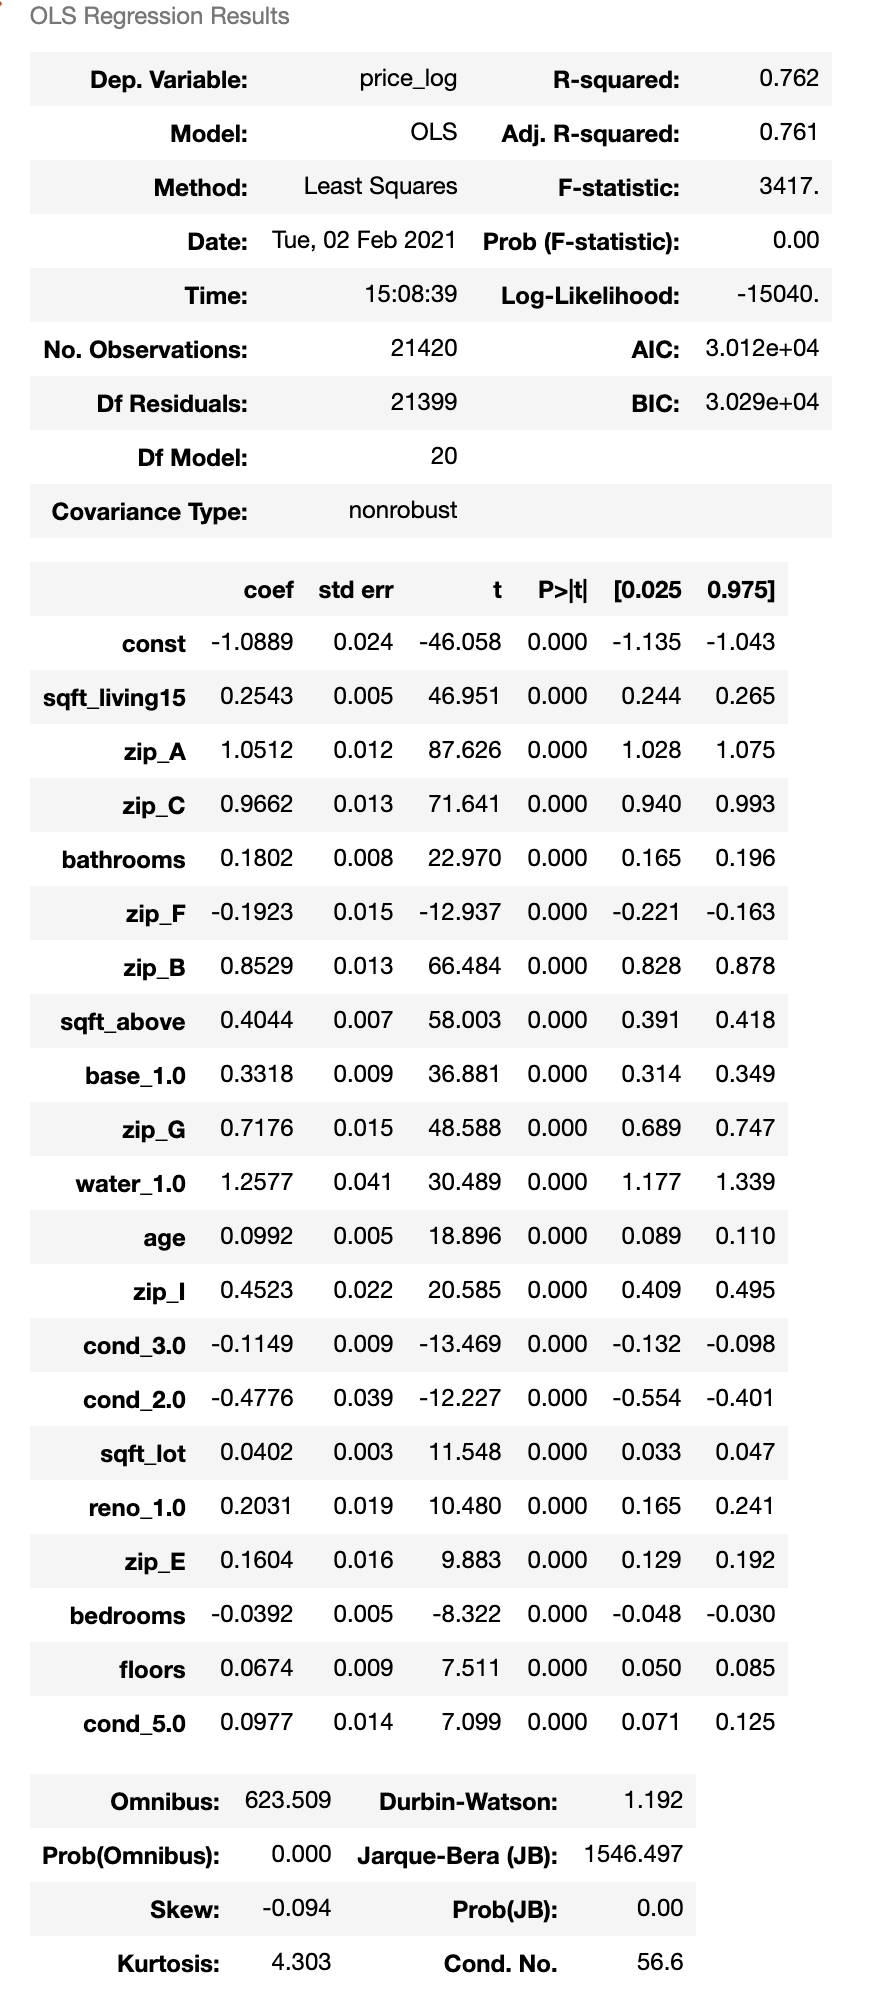 OLS Regression Results
Dep. Variable: price_log R-squared: 0.762
Model: OLS Adj. R-squared: 0.761
Method: Least Squares F-statistic: 3417.
Date: Tue, 02 Feb 2021 Prob (F-statistic): 0.00
Time: 15:08:39 Log-Likelihood: -15040.
No. Observations: 21420 AIC: 3.012e+04
Df Residuals: 21399 BIC: 3.029e+04
Df Model: 20
Covariance Type: nonrobust
coef std err t P>|t| [0.025 0.975]
const -1.0889 0.024 -46.058 0.000 -1.135 -1.043
sqft_living15 0.2543 0.005 46.951 0.000 0.244 0.265
zip_A 1.0512 0.012 87.626 0.000 1.028 1.075
zip_C 0.9662 0.013 71.641 0.000 0.940 0.993
bathrooms 0.1802 0.008 22.970 0.000 0.165 0.196
zip_F -0.1923 0.015 -12.937 0.000 -0.221 -0.163
zip_B 0.8529 0.013 66.484 0.000 0.828 0.878
sqft_above 0.4044 0.007 58.003 0.000 0.391 0.418
base_1.0 0.3318 0.009 36.881 0.000 0.314 0.349
zip_G 0.7176 0.015 48.588 0.000 0.689 0.747
water_1.0 1.2577 0.041 30.489 0.000 1.177 1.339
age 0.0992 0.005 18.896 0.000 0.089 0.110
zip_I 0.4523 0.022 20.585 0.000 0.409 0.495
cond_3.0 -0.1149 0.009 -13.469 0.000 -0.132 -0.098
cond_2.0 -0.4776 0.039 -12.227 0.000 -0.554 -0.401
sqft_lot 0.0402 0.003 11.548 0.000 0.033 0.047
reno_1.0 0.2031 0.019 10.480 0.000 0.165 0.241
zip_E 0.1604 0.016 9.883 0.000 0.129 0.192
bedrooms -0.0392 0.005 -8.322 0.000 -0.048 -0.030
floors 0.0674 0.009 7.511 0.000 0.050 0.085
cond_5.0 0.0977 0.014 7.099 0.000 0.071 0.125
Omnibus: 623.509 Durbin-Watson: 1.192
Prob(Omnibus): 0.000 Jarque-Bera (JB): 1546.497
Skew: -0.094 Prob(JB): 0.00
Kurtosis: 4.303 Cond. No. 56.6